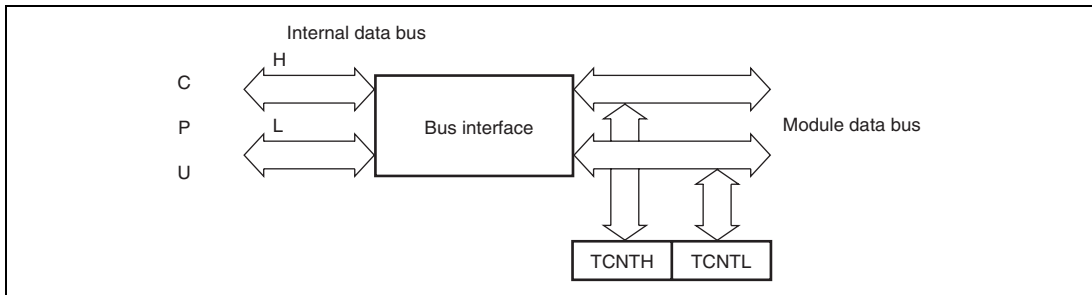 Internal data bus
H
C
P
L
U
Bus interface
Module data bus
TCNTH
TCNTL